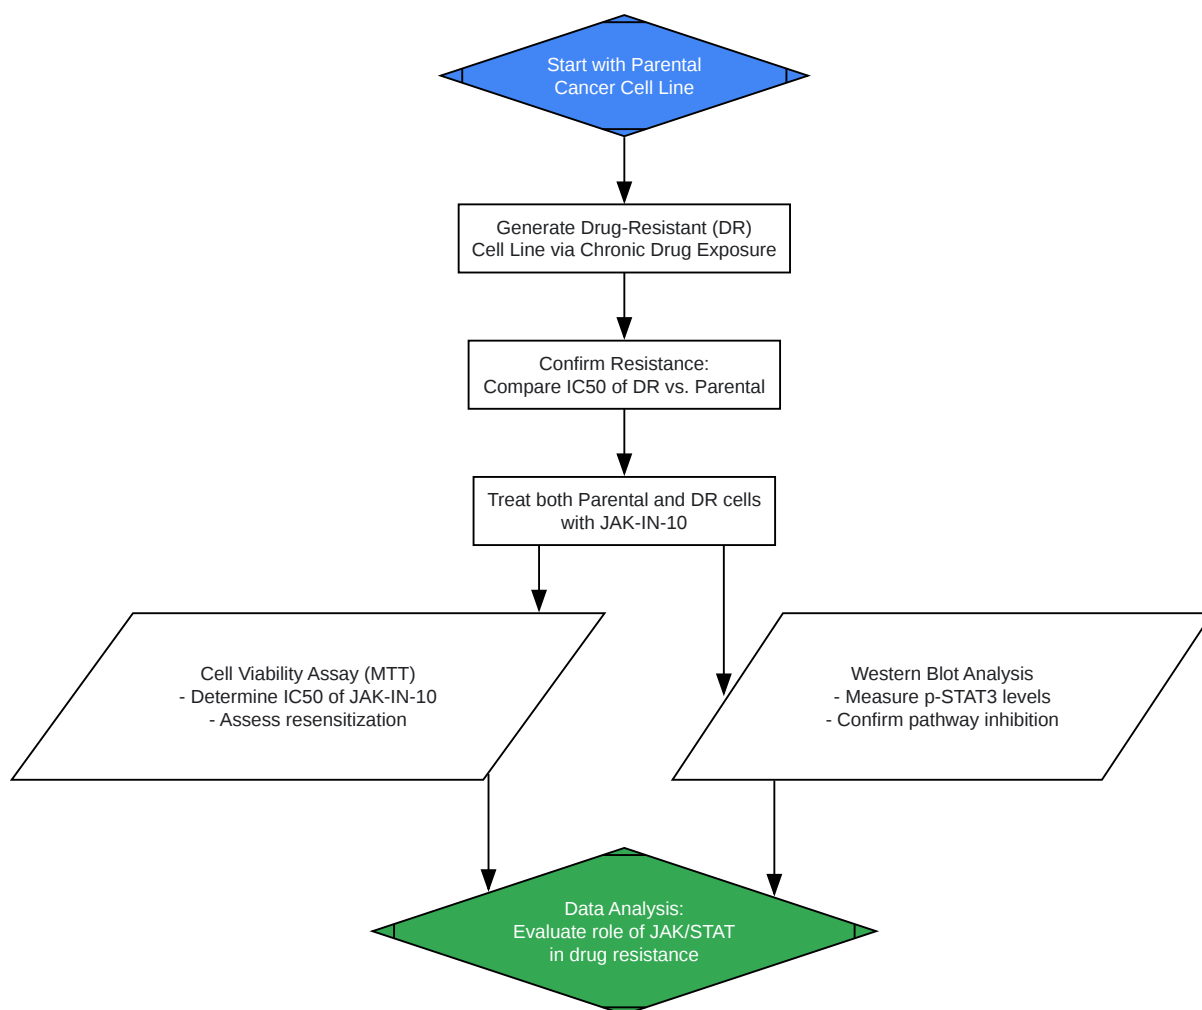 Start with Parental
Cancer Cell Line
Generate Drug-Resistant (DR)
Cell Line via Chronic Drug Exposure
Confirm Resistance:
Compare IC50 of DR vs. Parental
Treat both Parental and DR cells
with JAK-IN-10
Cell Viability Assay (MTT)
- Determine IC50 of JAK-IN-10
- Assess resensitization
Western Blot Analysis
- Measure p-STAT3 levels
- Confirm pathway inhibition
Data Analysis:
Evaluate role of JAK/STAT
in drug resistance